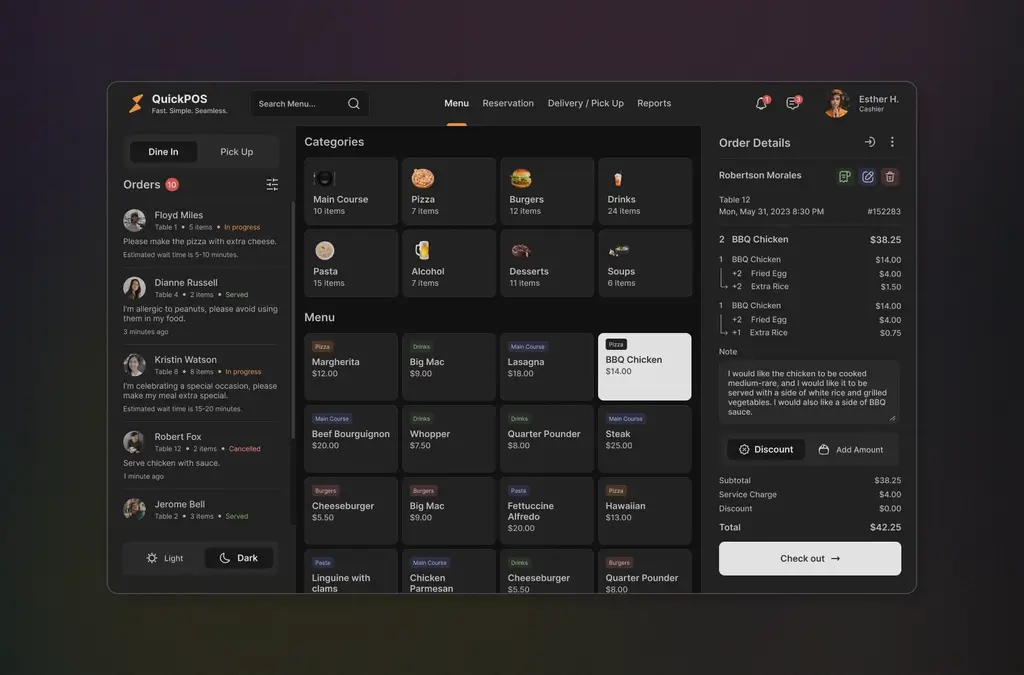 QuickPOS
Fast. Simple. Seamless.
Search Menu...
Menu
Reservation
Delivery / Pick Up
Reports
1
3
Esther H.
Cashier
Dine In
Pick Up
Orders 10
Floyd Miles
Table 1 • 5 items • In progress
Please make the pizza with extra cheese.
Estimated wait time is 5-10 minutes.
Dianne Russell
Table 4 • 2 items • Served
I'm allergic to peanuts, please avoid using
them in my food.
3 minutes ago
Kristin Watson
Table 8 • 8 items • In progress
I'm celebrating a special occasion, please
make my meal extra special.
Estimated wait time is 15-20 minutes.
Robert Fox
Table 12 • 2 items • Cancelled
Serve chicken with sauce.
1 minute ago
Jerome Bell
Table 2 • 3 items • Served
Light
Dark
Categories
Main Course
10 items
Pizza
7 items
Burgers
12 items
Drinks
24 items
Pasta
15 items
Alcohol
7 items
Desserts
11 items
Soups
6 items
Menu
Pizza
Margherita
$12.00
Drinks
Big Mac
$9.00
Main Course
Lasagna
$18.00
Pizza
BBQ Chicken
$14.00
Main Course
Beef Bourguignon
$20.00
Drinks
Whopper
$7.50
Drinks
Quarter Pounder
$8.00
Main Course
Steak
$25.00
Burgers
Cheeseburger
$5.50
Burgers
Big Mac
$9.00
Pasta
Fettuccine
Alfredo
$20.00
Pizza
Hawaiian
$13.00
Pasta
Linguine with
clams
Main Course
Chicken
Parmesan
Drinks
Cheeseburger
$5.50
Burgers
Quarter Pounder
$8.00
Order Details
Robertson Morales
Table 12
Mon, May 31, 2023 8:30 PM #152283
2 BBQ Chicken $38.25
1 BBQ Chicken $14.00
+2 Fried Egg $4.00
+2 Extra Rice $1.50
1 BBQ Chicken $14.00
+2 Fried Egg $4.00
+1 Extra Rice $0.75
Note
I would like the chicken to be cooked
medium-rare, and I would like it to be
served with a side of white rice and grilled
vegetables. I would also like a side of BBQ
sauce.
Discount
Add Amount
Subtotal $38.25
Service Charge $4.00
Discount $0.00
Total $42.25
Check out →